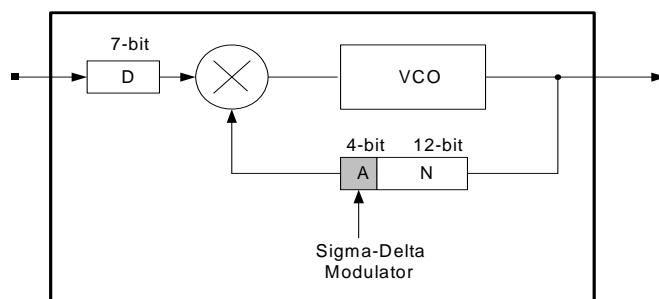 7-bit
D
VCO
4-bit 12-bit
A N
Sigma-Delta
Modulator